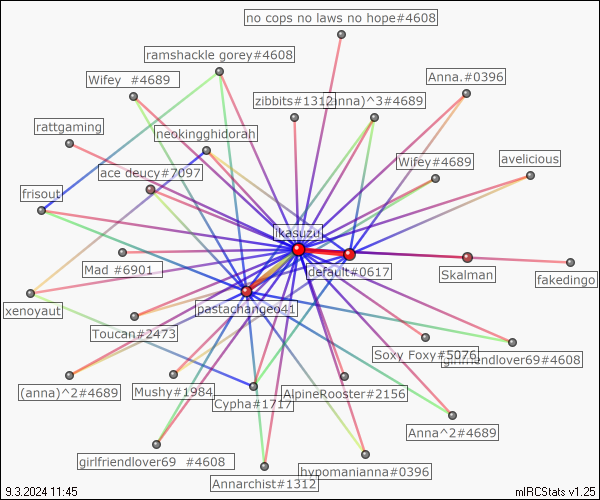 no cops no laws no hope#4608
ramshackle gorey#4608
Wifey #4689
Anna.#0396
zibbits#1312
anna)^3#4689
rattgaming
neokingghidorah
ace deucy#7097
Wifey#4689
avelicious
frisout
ikasuzu
Mad #6901
default#0617
Skalman
fakedingo
xenoyaut
pastachangeo41
Toucan#2473
Soxy Foxy#5076
girlfriendlover69#4608
(anna)^2#4689
Mushy#1984
Cypha#1717
AlpineRooster#2156
Anna^2#4689
girlfriendlover69 #4608
hypomanianna#0396
Annarchist#1312
9.3.2024 11:45
mIRCStats v1.25